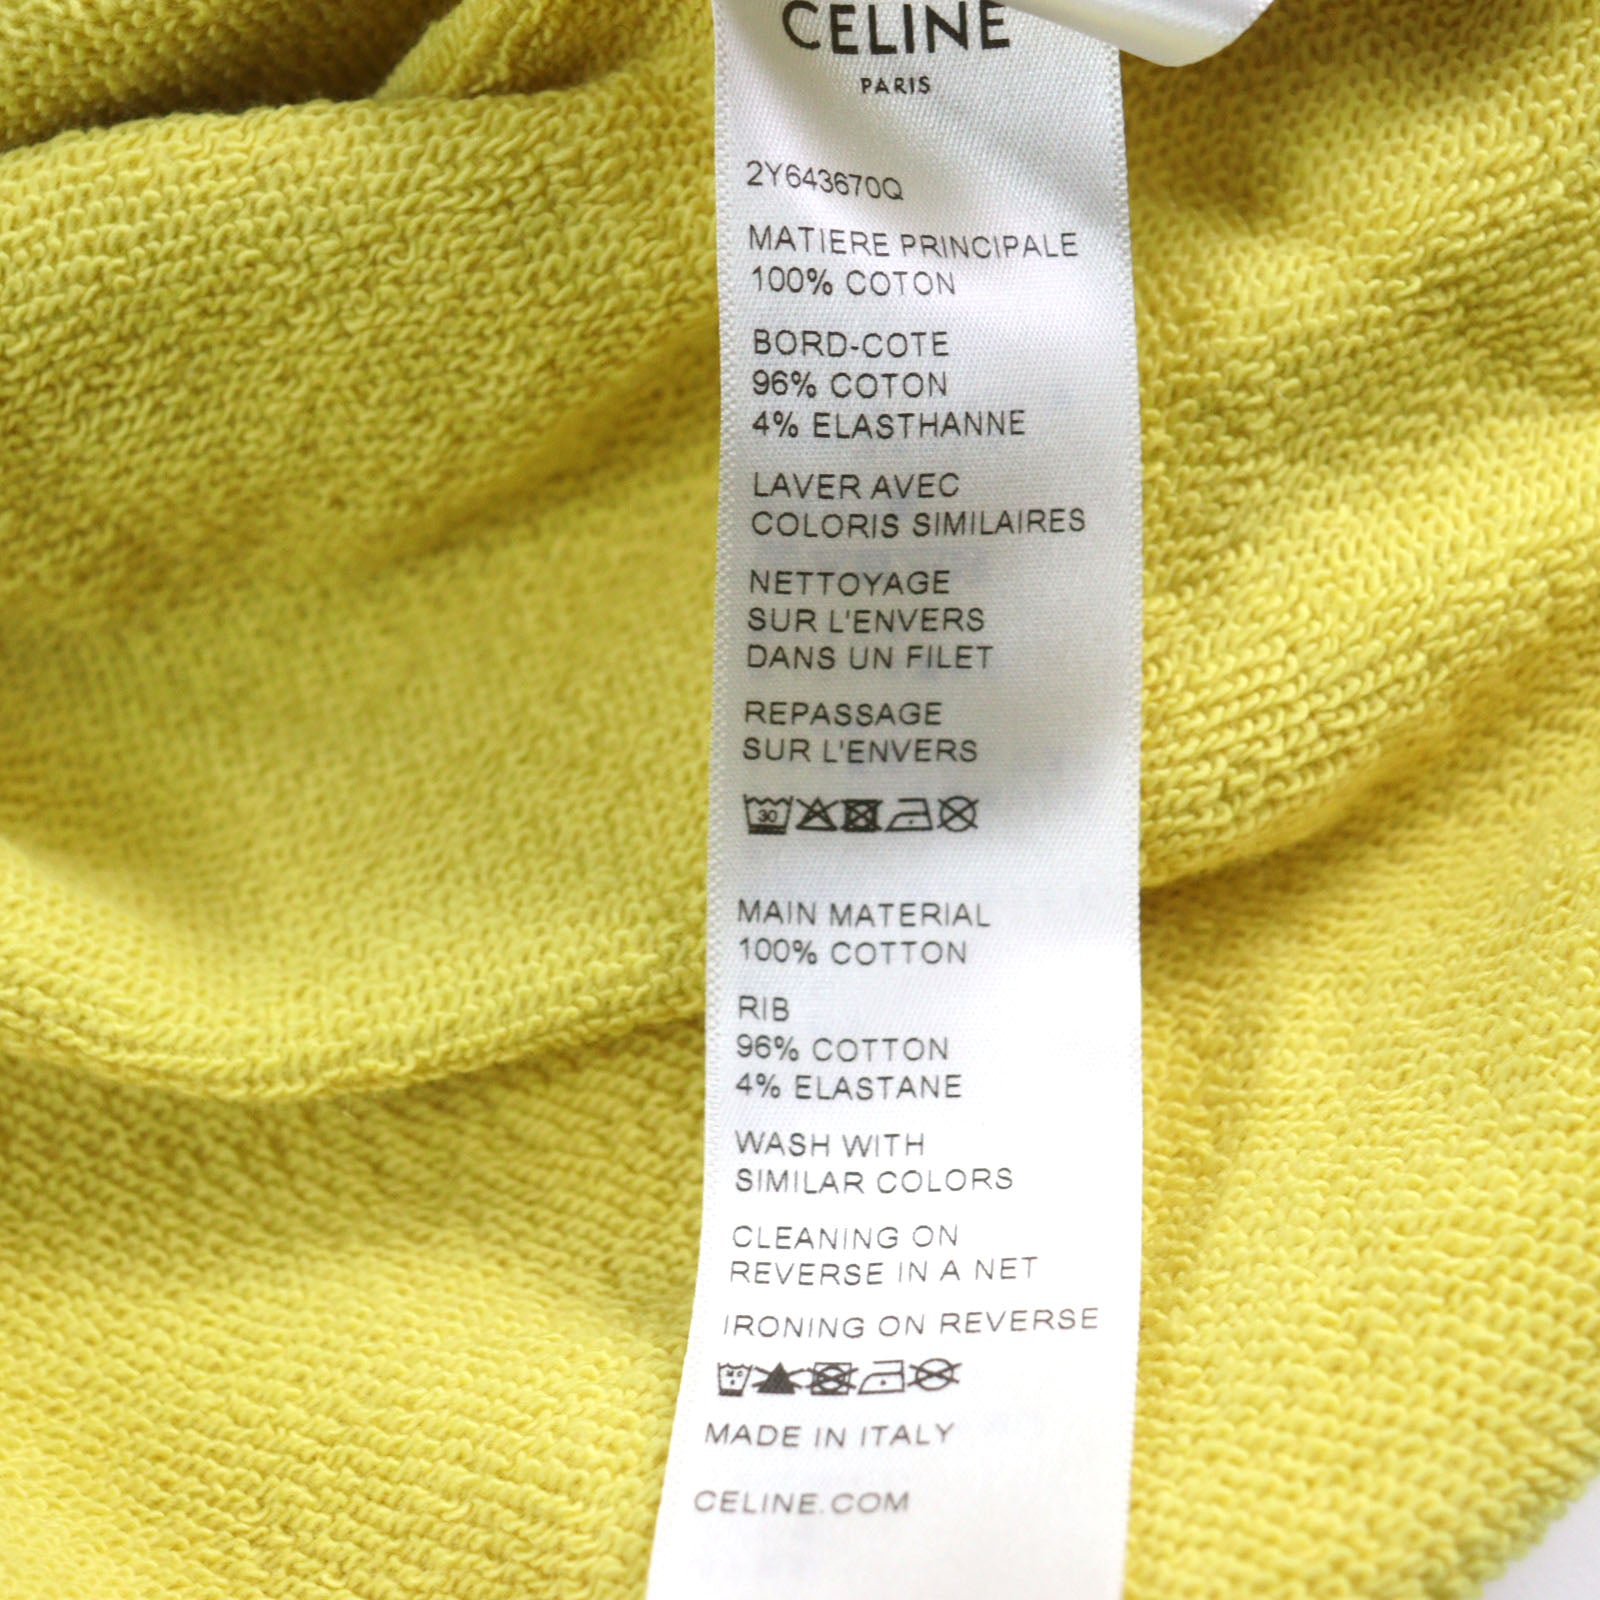 CELINE
PARIS
2Y643670Q
MATIERE PRINCIPALE
100% COTON
BORD-COTE
96% COTON
4% ELASTHANNE
LAVER AVEC
COLORIS SIMILAIRES
NETTOYAGE
SUR L'ENVERS
DANS UN FILET
REPASSAGE
SUR L'ENVERS
30
MAIN MATERIAL
100% COTTON
RIB
96% COTTON
4% ELASTANE
WASH WITH
SIMILAR COLORS
CLEANING ON
REVERSE IN A NET
IRONING ON REVERSE
MADE IN ITALY
CELINE.COM